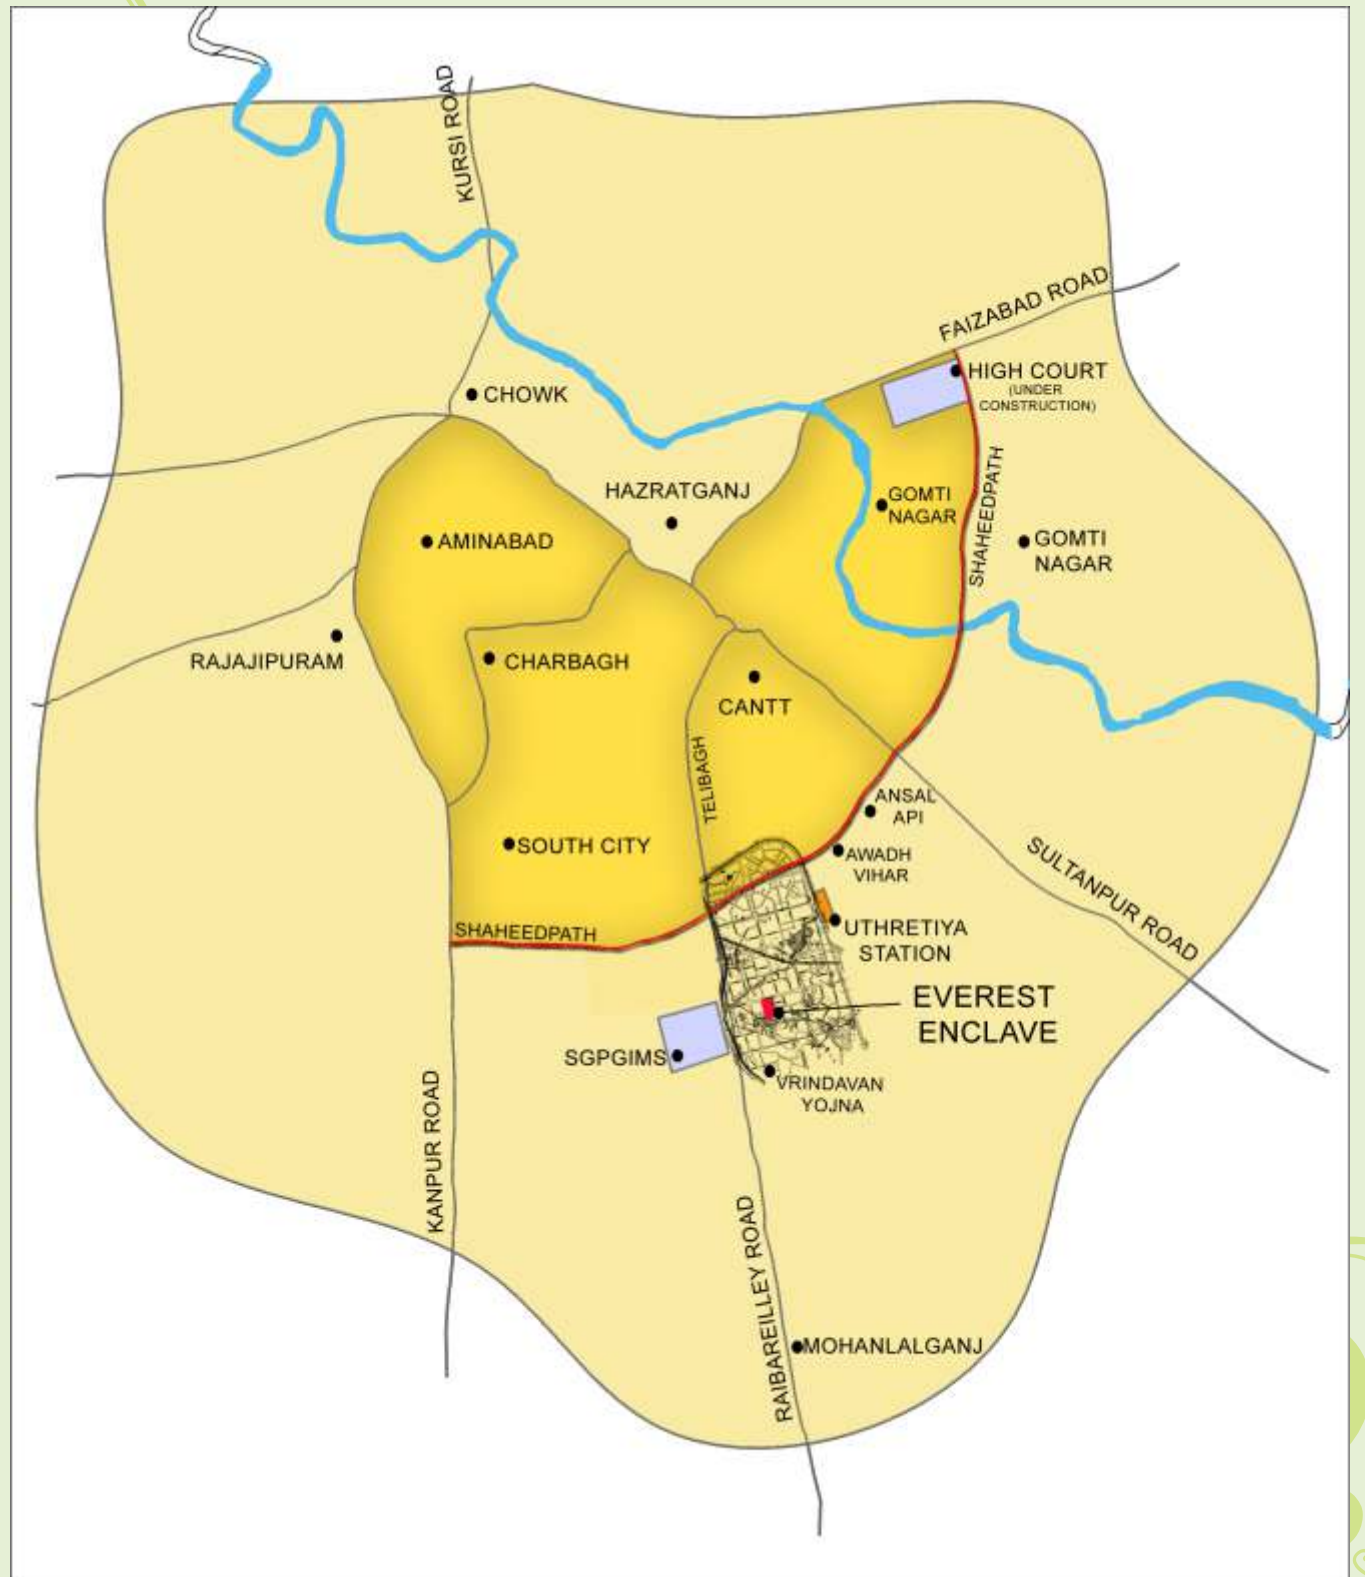 KURSI ROAD
FAIZABAD ROAD
HIGH COURT
(UNDER
CONSTRUCTION)
CHOWK
SHAHEEDPATH
HAZRATGANJ
GOMTI
NAGAR
AMINABAD
GOMTI
NAGAR
RAJAJIPURAM
CHARBAGH
CANTT
TELIBAGH
ANSAL
API
SOUTH CITY
AWADH
VIHAR
SULTANPUR ROAD
SHAHEEDPATH
UTHRETIYA
STATION
EVEREST
ENCLAVE
SGPGIMS
VRINDAVAN
YOJNA
KANPUR ROAD
RAIBAREILLEY ROAD
MOHANLALGANJ